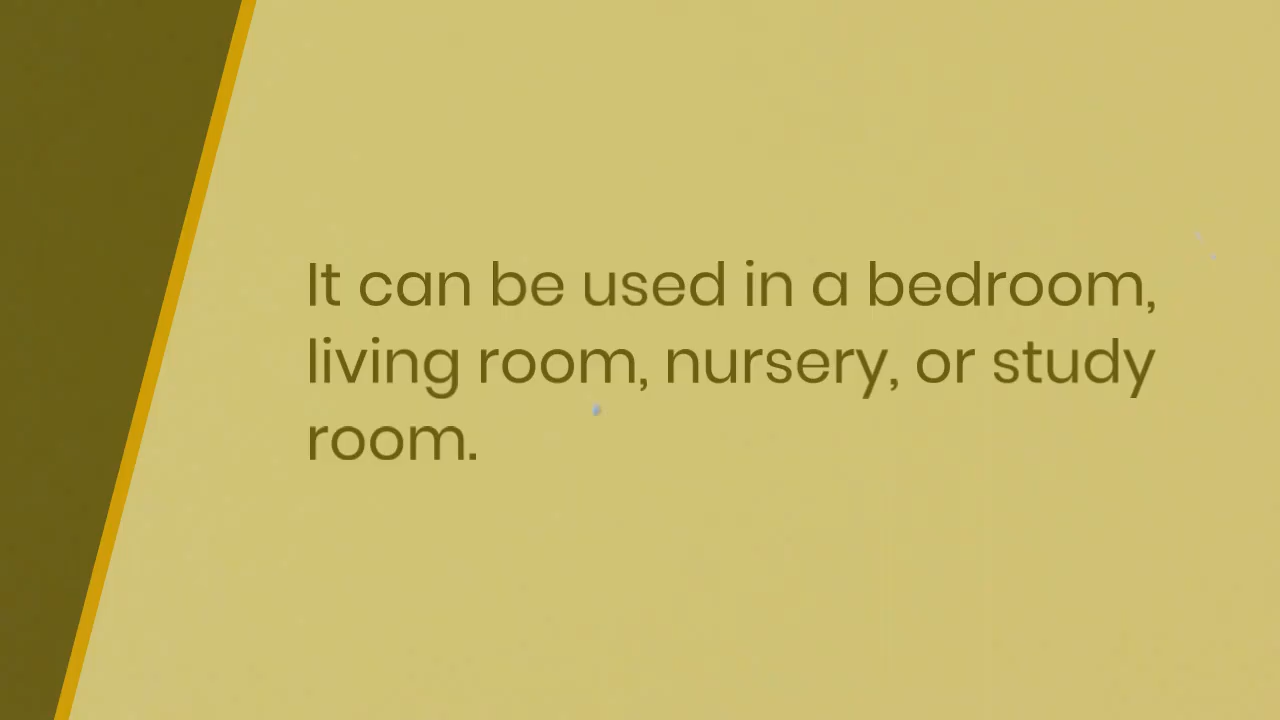 It can be used in a bedroom,
living room, nursery, or study
room.